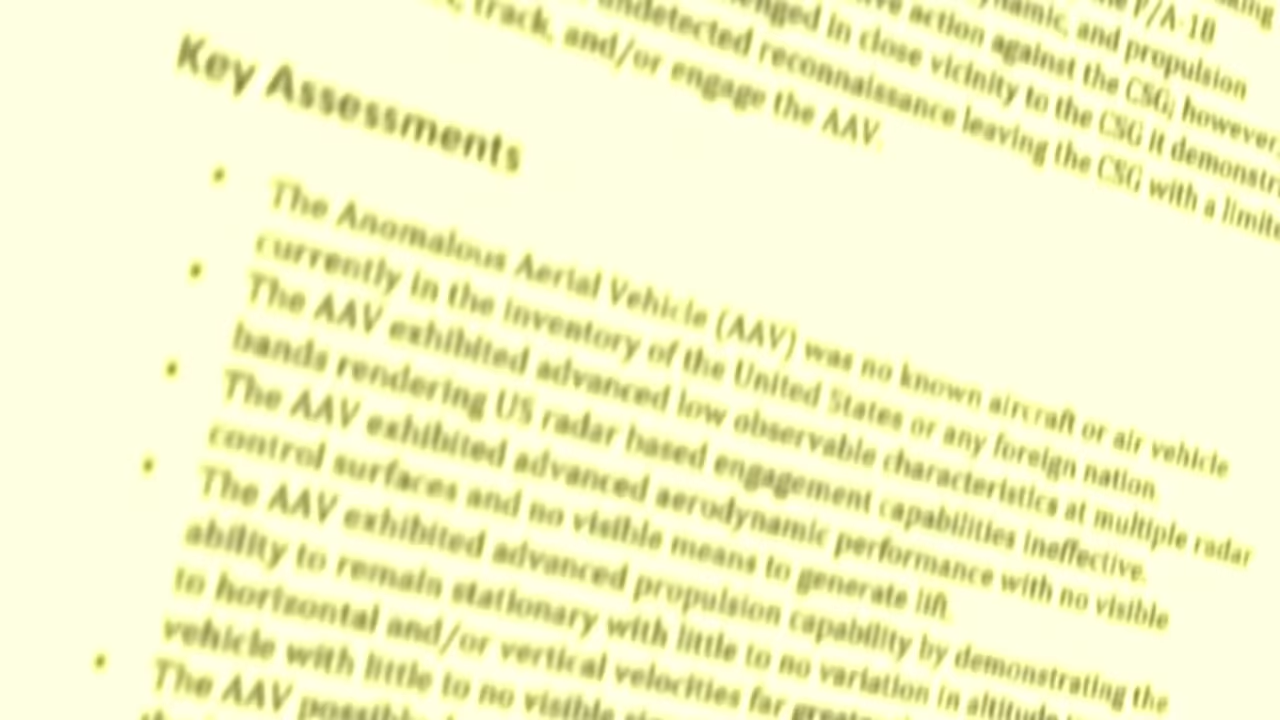 the F/A-18
dynamic, and propulsion
action against the CSG; however,
in close vicinity to the CSG it demonstr
undetected reconnaissance leaving the CSG with a limite
track, and/or engage the AAV.
Key Assessments
• The Anomalous Aerial Vehicle (AAV) was no known aircraft or air vehicle
currently in the inventory of the United States or any foreign nation
• The AAV exhibited advanced low observable characteristics at multiple radar
bands rendering US radar based engagement capabilities ineffective.
• The AAV exhibited advanced aerodynamic performance with no visible
control surfaces and no visible means to generate lift.
• The AAV exhibited advanced propulsion capability by demonstrating the
ability to remain stationary with little to no variation in altitude
to horizontal and/or vertical velocities far
vehicle with little to no visible
• The AAV